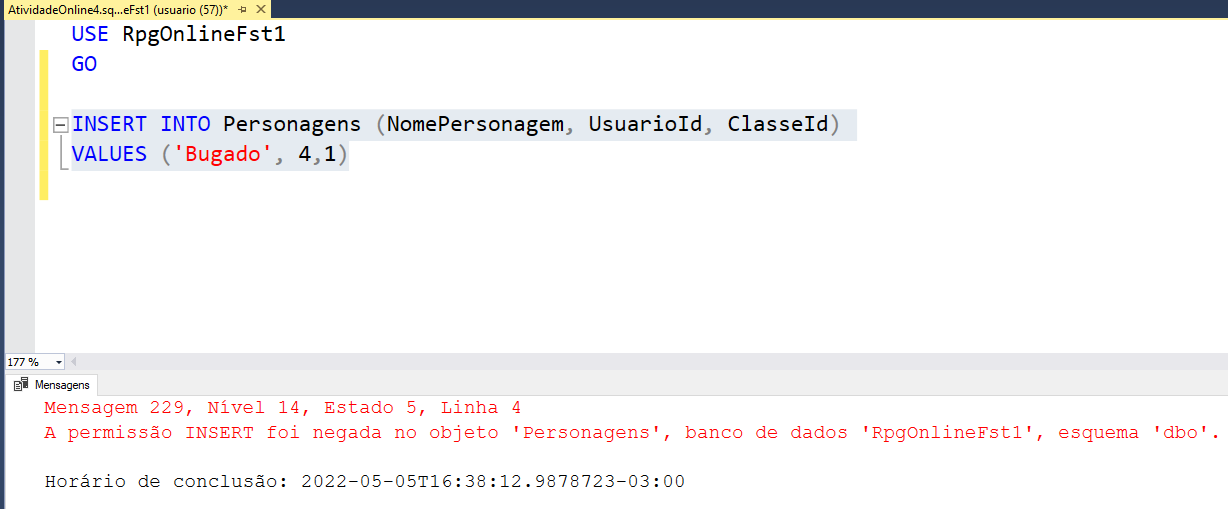 AtividadeOnline4.sq...eFst1 (usuario (57))*
USE RpgOnlineFst1
GO
INSERT INTO Personagens (NomePersonagem, UsuarioId, ClasseId)
VALUES ('Bugado', 4,1)
177 %
Mensagens
Mensagem 229, Nível 14, Estado 5, Linha 4
A permissão INSERT foi negada no objeto 'Personagens', banco de dados 'RpgOnlineFst1', esquema 'dbo'.
Horário de conclusão: 2022-05-05T16:38:12.9878723-03:00